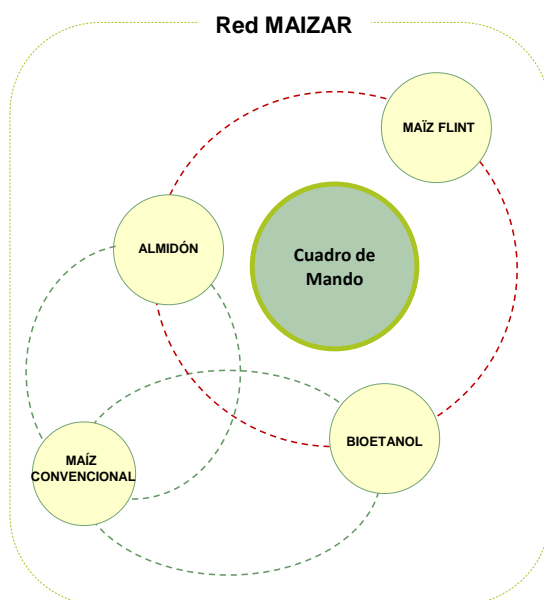 Red MAIZAR
MAÏZ FLINT
ALMIDÓN
Cuadro de
Mando
BIOETANOL
MAÍZ
CONVENCIONAL